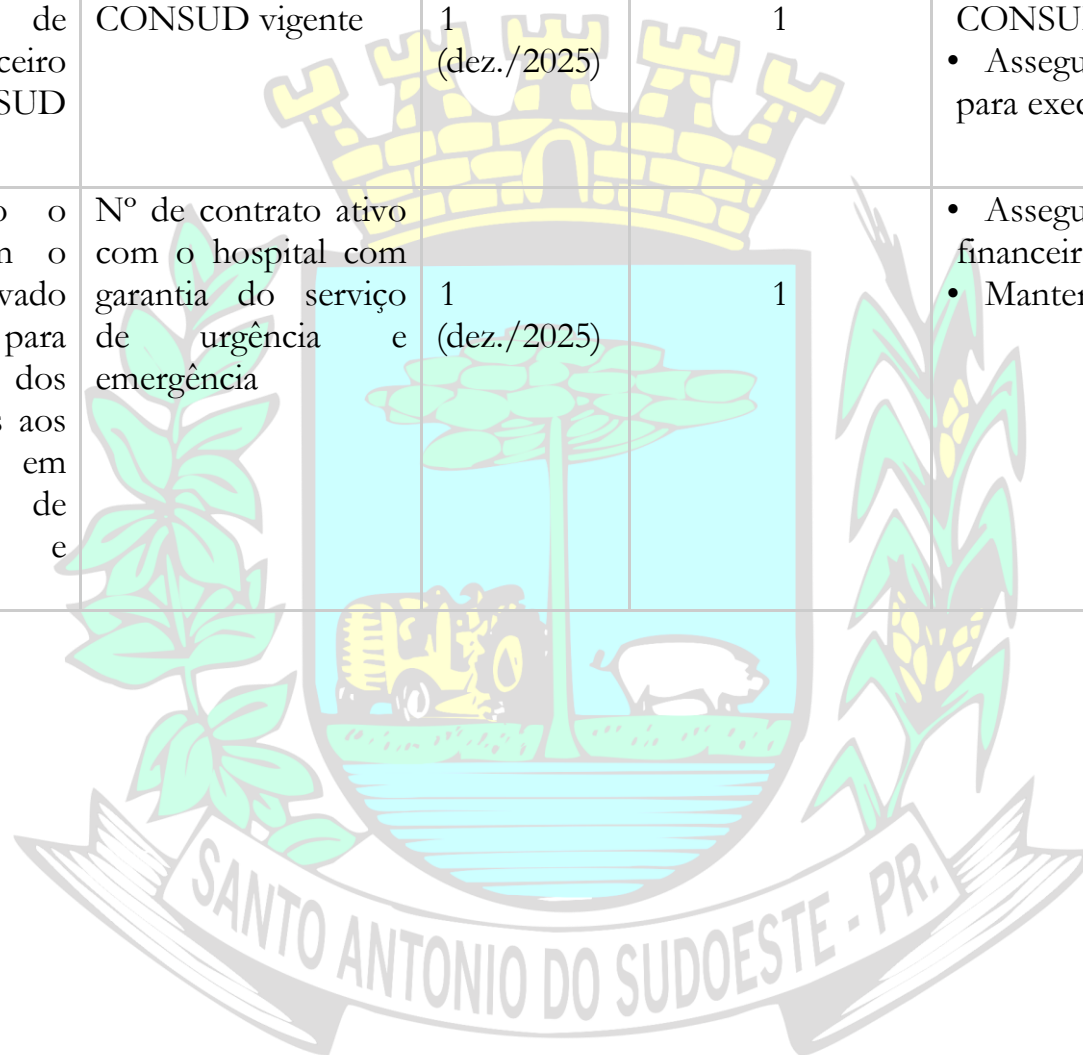 de
ceiro
SUD
CONSUD vigente
1
(dez./2025)
1
CONSU
• Assegu
para exec
o o
m o
vado
para
dos
s aos
em
de
e
Nº de contrato ativo
com o hospital com
garantia do serviço
de urgência e
emergência
1
(dez./2025)
1
• Assegu
financeir
• Manter
SANTO ANTONIO DO SUDOESTE - PR.